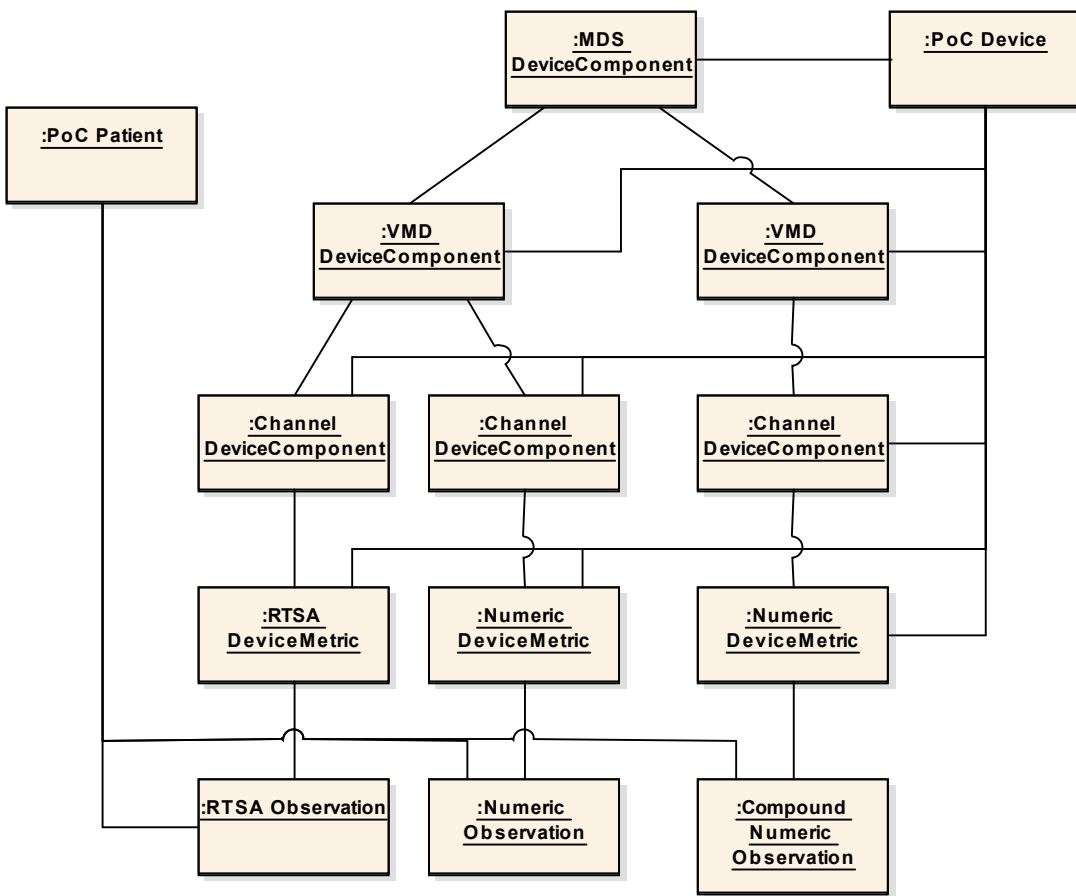 :MDS
DeviceComponent
:PoC Device
:PoC Patient
:VMD
DeviceComponent
:VMD
DeviceComponent
:Channel
DeviceComponent
:Channel
DeviceComponent
:Channel
DeviceComponent
:RTSA
DeviceMetric
:Numeric
DeviceMetric
:Numeric
DeviceMetric
:RTSA Observation
:Numeric
Observation
:Compound
Numeric
Observation